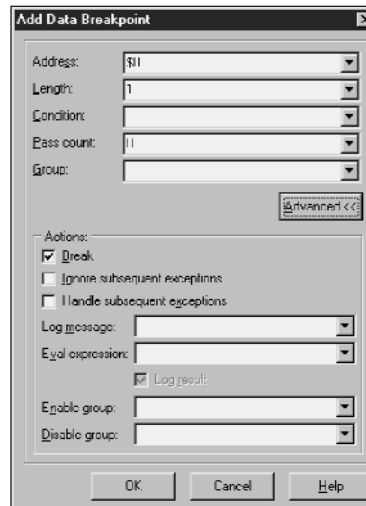 Add Data Breakpoint
Address: $0
Length: 1
Condition:
Pass count: 0
Group:
Advanced <<
Actions:
Break
Ignore subsequent exceptions
Handle subsequent exceptions
Log message:
Eval expression:
Log result
Enable group:
Disable group:
OK
Cancel
Help